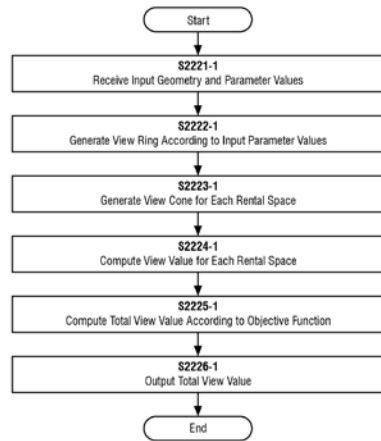 Start
S2221-1
Receive Input Geometry and Parameter Values
S2222-1
Generate View Ring According to Input Parameter Values
S2223-1
Generate View Cone for Each Rental Space
S2224-1
Compute View Value for Each Rental Space
S2225-1
Compute Total View Value According to Objective Function
S2226-1
Output Total View Value
End